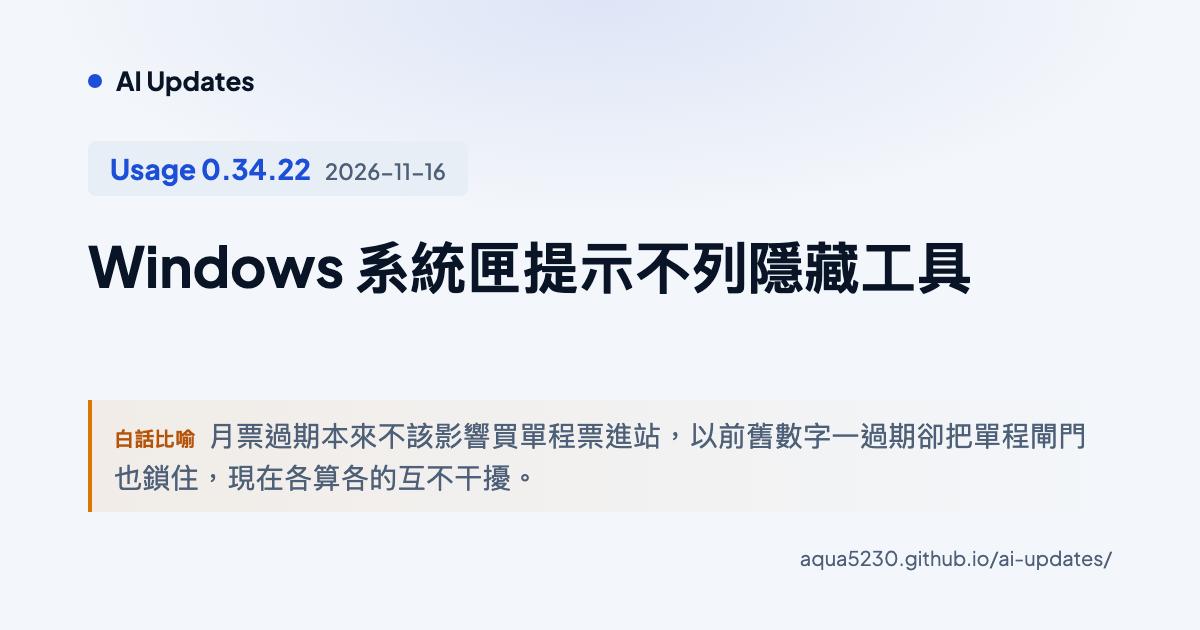 AI Updates
Usage 0.34.22 2026-11-16
Windows 系統匣提示不列隱藏工具
白話比喻 月票過期本來不該影響買單程票進站，以前舊數字一過期卻把單程閘門
也鎖住，現在各算各的互不干擾。
aqua5230.github.io/ai-updates/